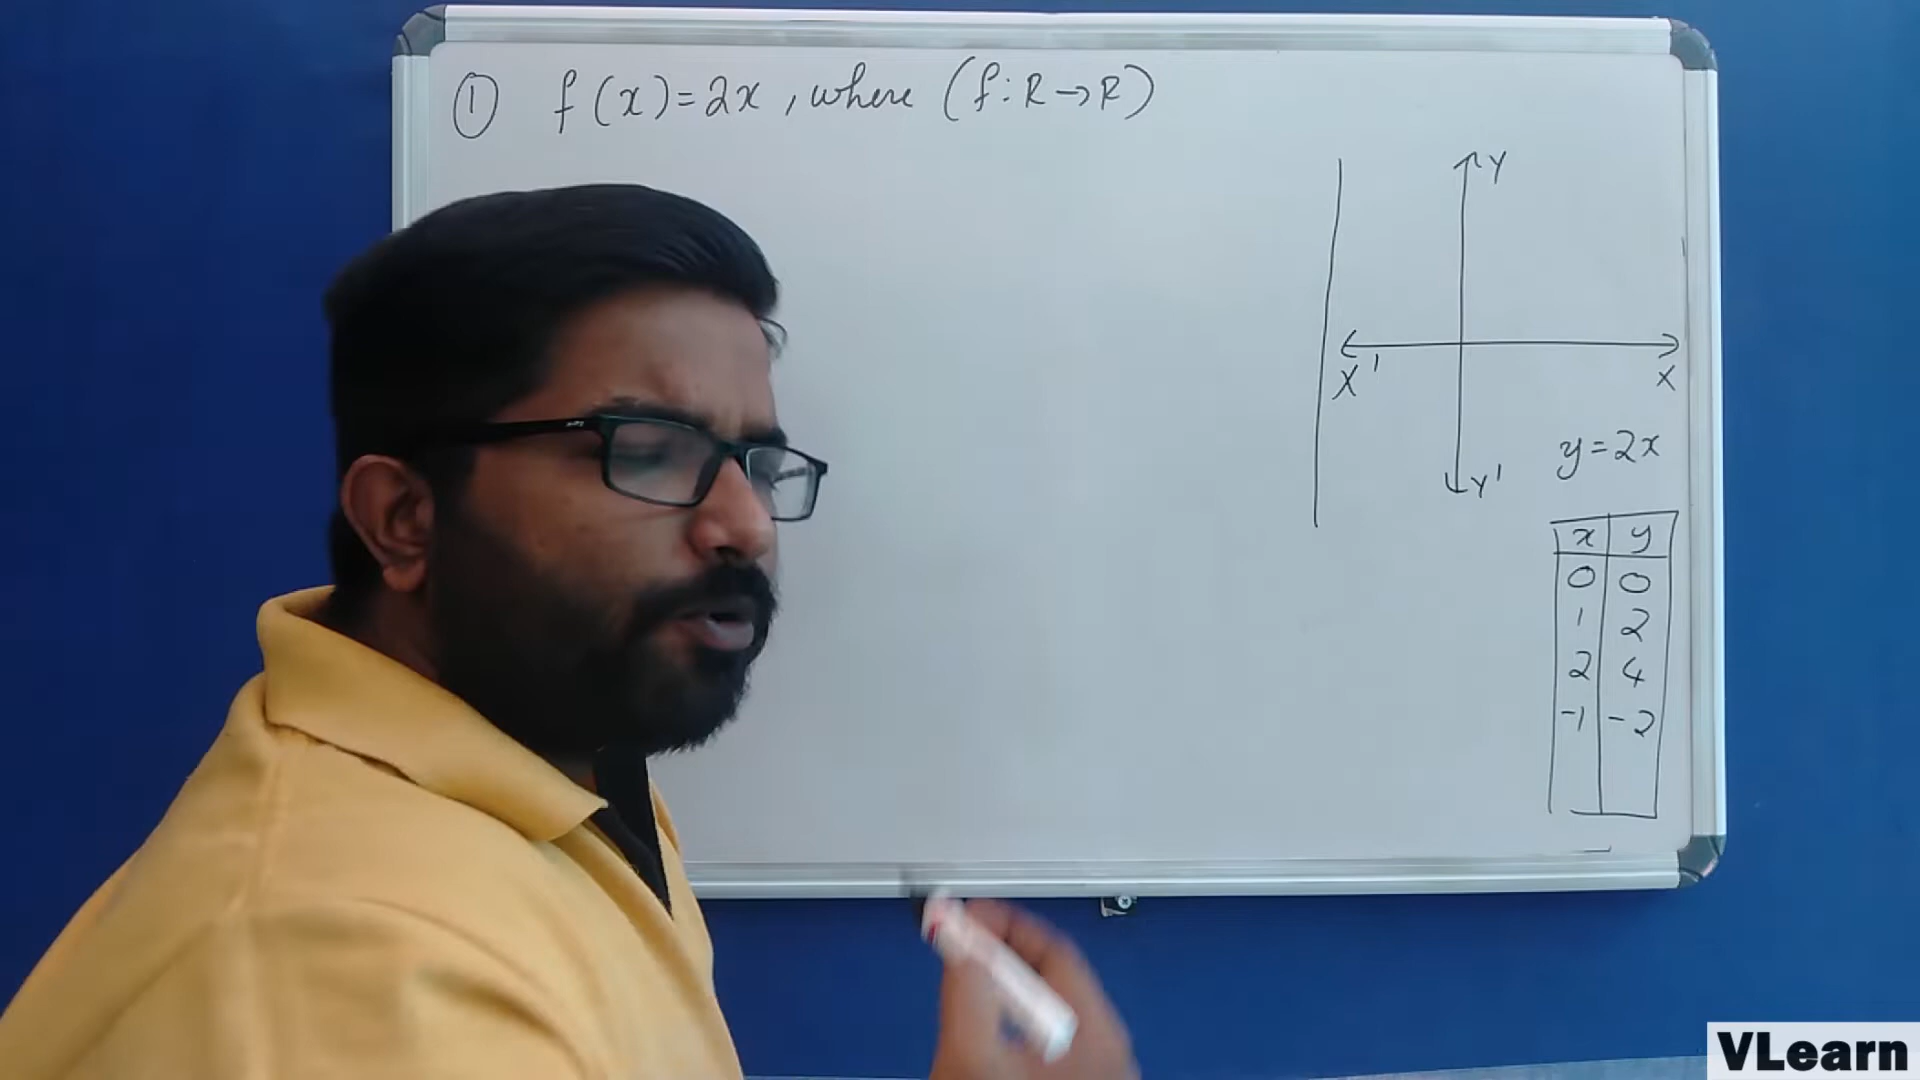 ① f(x)=2x, where (f:R→R)
Y
X' X
Y'
y=2x
x y
0 0
1 2
2 4
-1 -2
VLearn